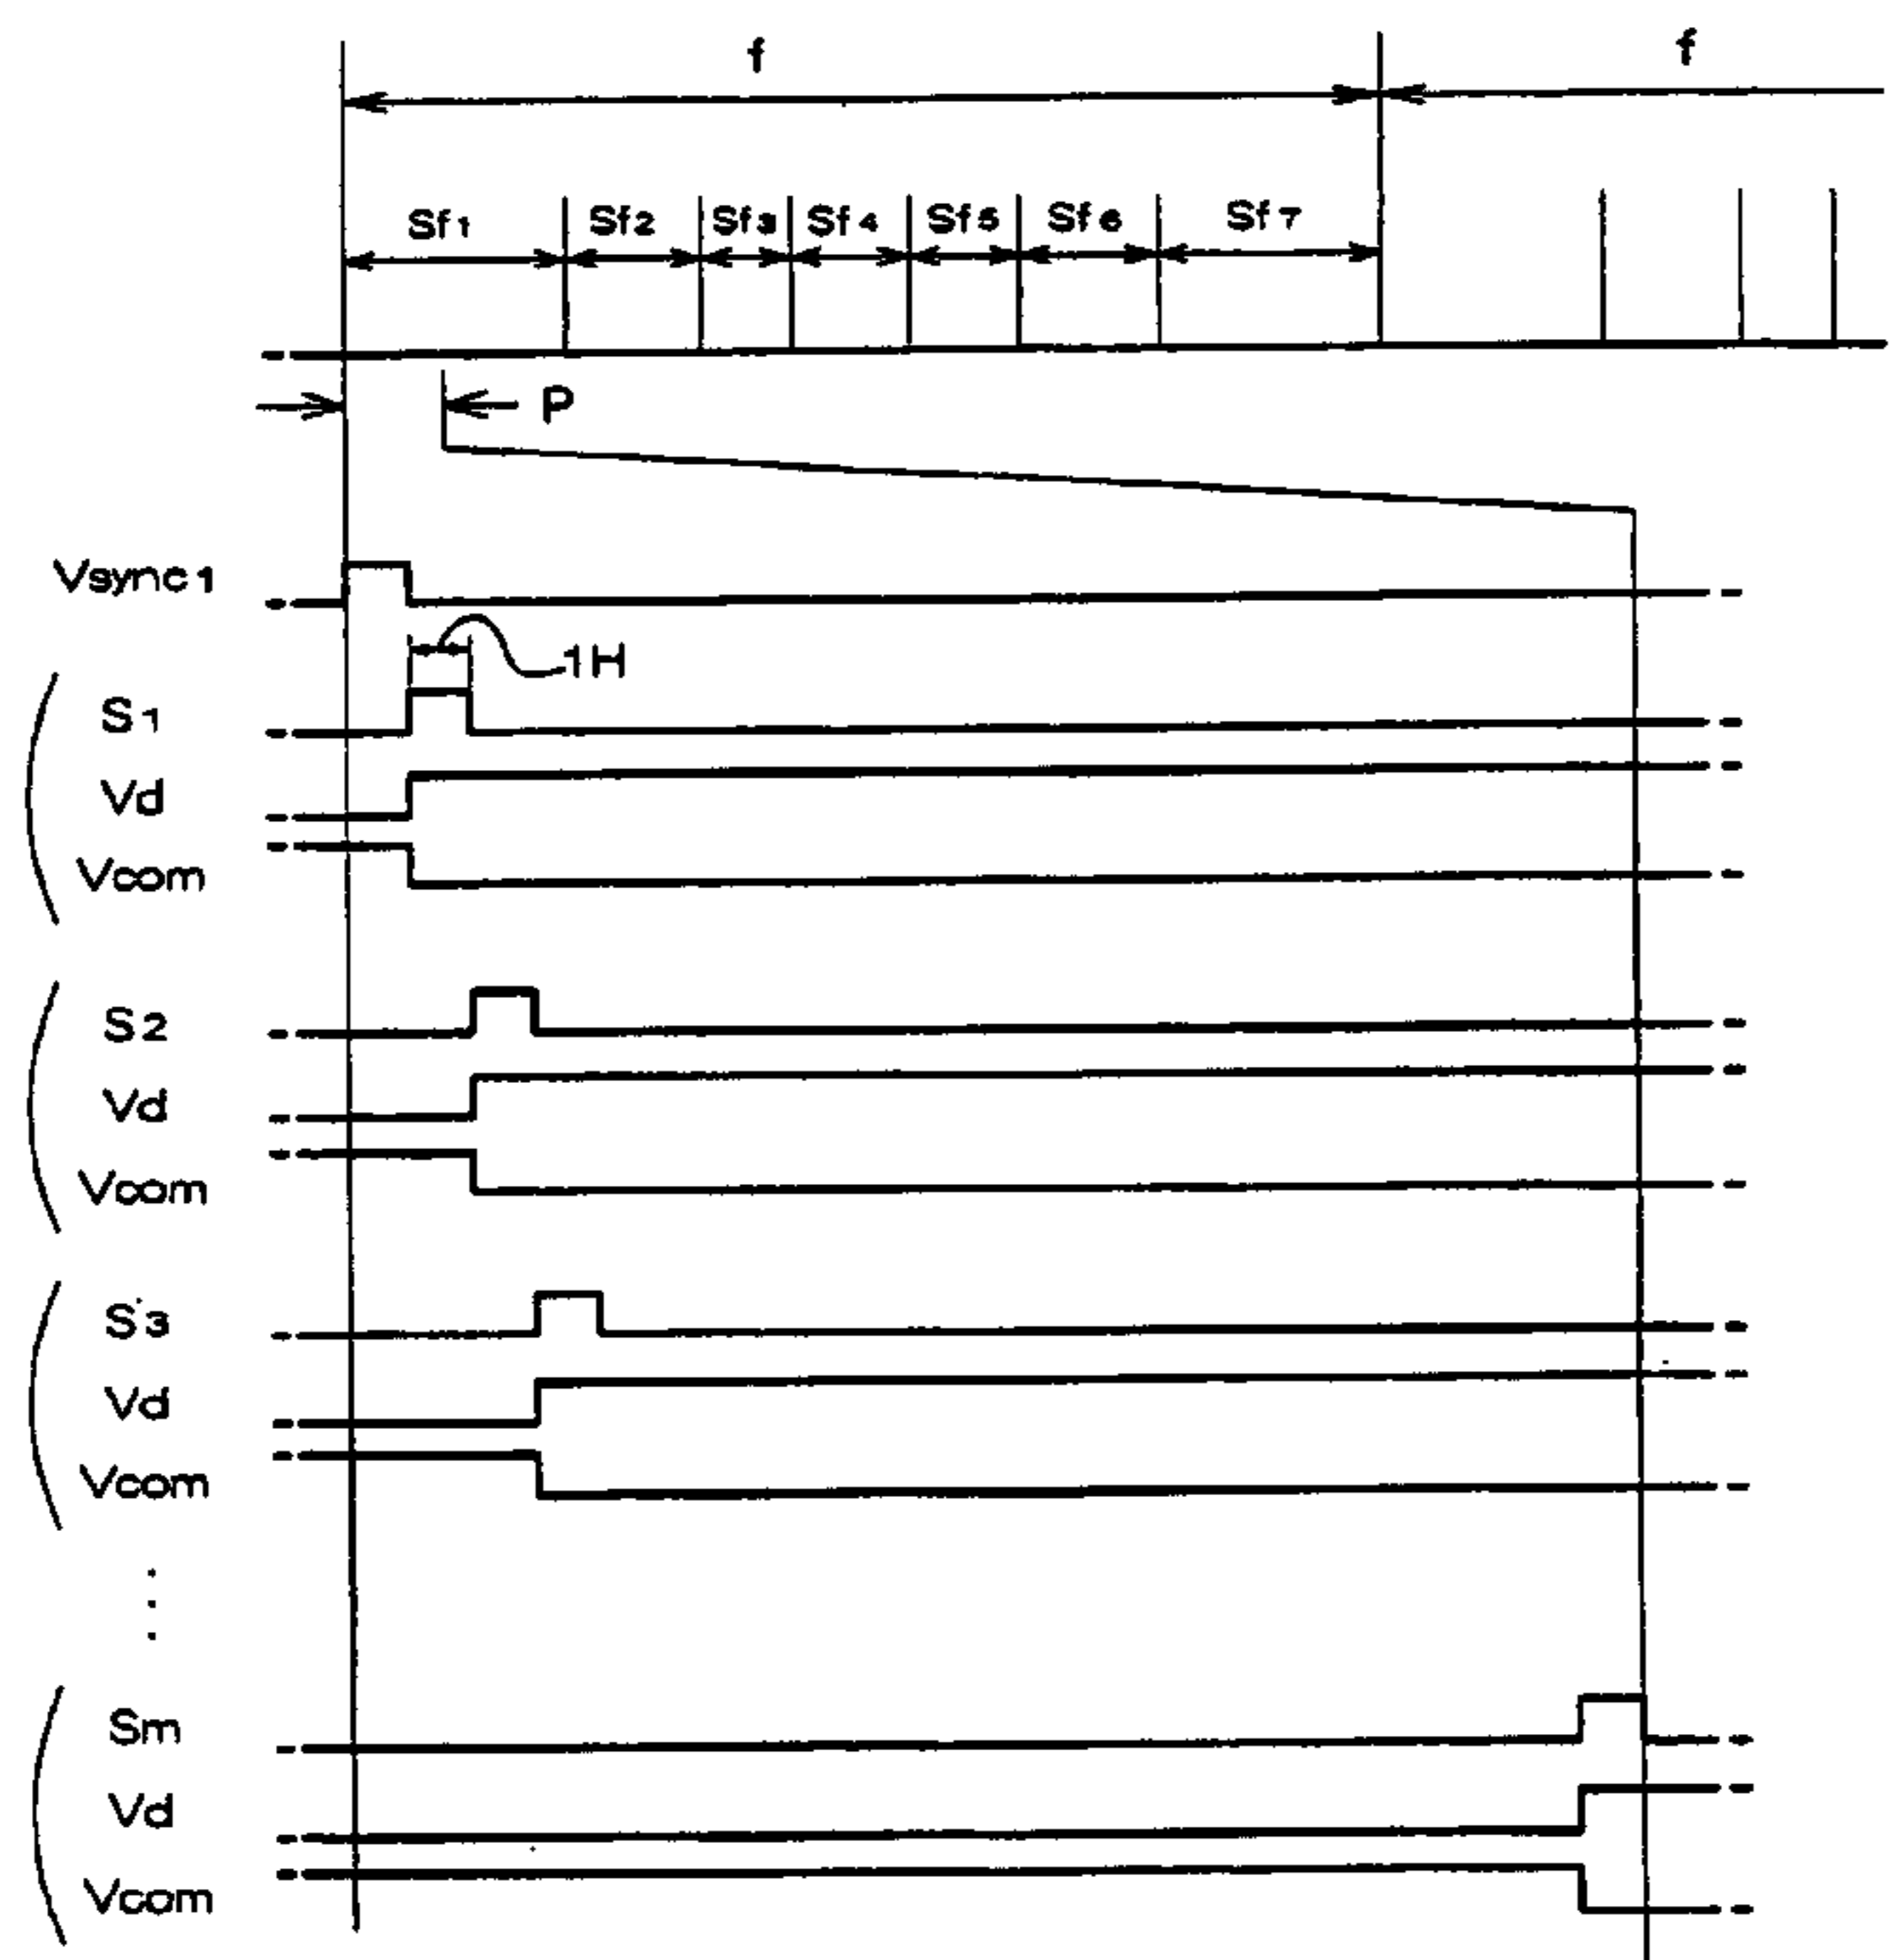 f f
Sf1 Sf2 Sf3 Sf4 Sf5 Sf6 Sf7
P
Vsync1
1H
S1
Vd
Vcom
S2
Vd
Vcom
S3
Vd
Vcom
Sm
Vd
Vcom